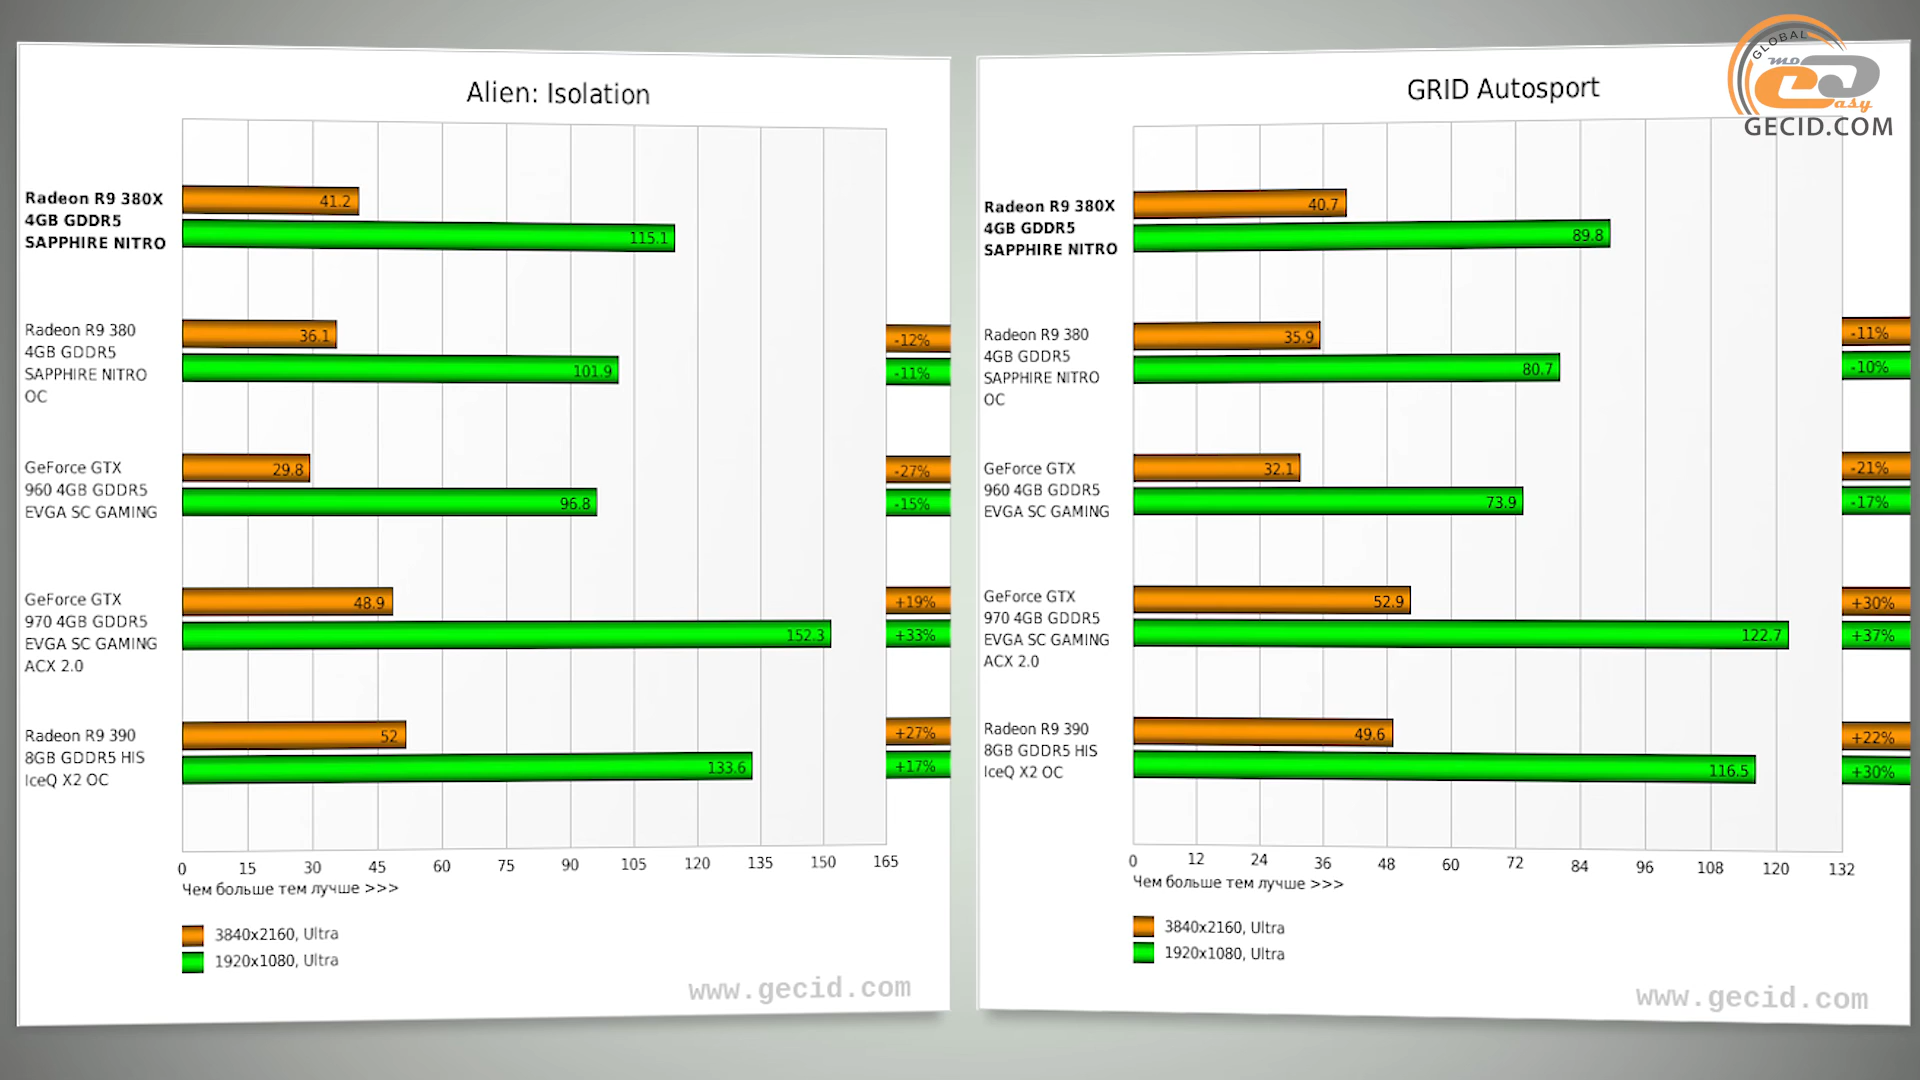 Alien: Isolation
Radeon R9 380X
4GB GDDR5
SAPPHIRE NITRO
41.2
115.1
Radeon R9 380
4GB GDDR5
SAPPHIRE NITRO
OC
36.1
101.9
-12%
-11%
GeForce GTX
960 4GB GDDR5
EVGA SC GAMING
29.8
96.8
-27%
-15%
GeForce GTX
970 4GB GDDR5
EVGA SC GAMING
ACX 2.0
48.9
152.3
+19%
+33%
Radeon R9 390
8GB GDDR5 HIS
IceQ X2 OC
52
133.6
+27%
+17%
0 15 30 45 60 75 90 105 120 135 150 165
Чем больше тем лучше >>>
3840x2160, Ultra
1920x1080, Ultra
www.gecid.com
GRID Autosport
Radeon R9 380X
4GB GDDR5
SAPPHIRE NITRO
40.7
89.8
Radeon R9 380
4GB GDDR5
SAPPHIRE NITRO
OC
35.9
80.7
-11%
-10%
GeForce GTX
960 4GB GDDR5
EVGA SC GAMING
32.1
73.9
-21%
-17%
GeForce GTX
970 4GB GDDR5
EVGA SC GAMING
ACX 2.0
52.9
122.7
+30%
+37%
Radeon R9 390
8GB GDDR5 HIS
IceQ X2 OC
49.6
116.5
+22%
+30%
0 12 24 36 48 60 72 84 96 108 120 132
Чем больше тем лучше >>>
3840x2160, Ultra
1920x1080, Ultra
www.gecid.com
GLOBAL
mo
easy
GECID.COM